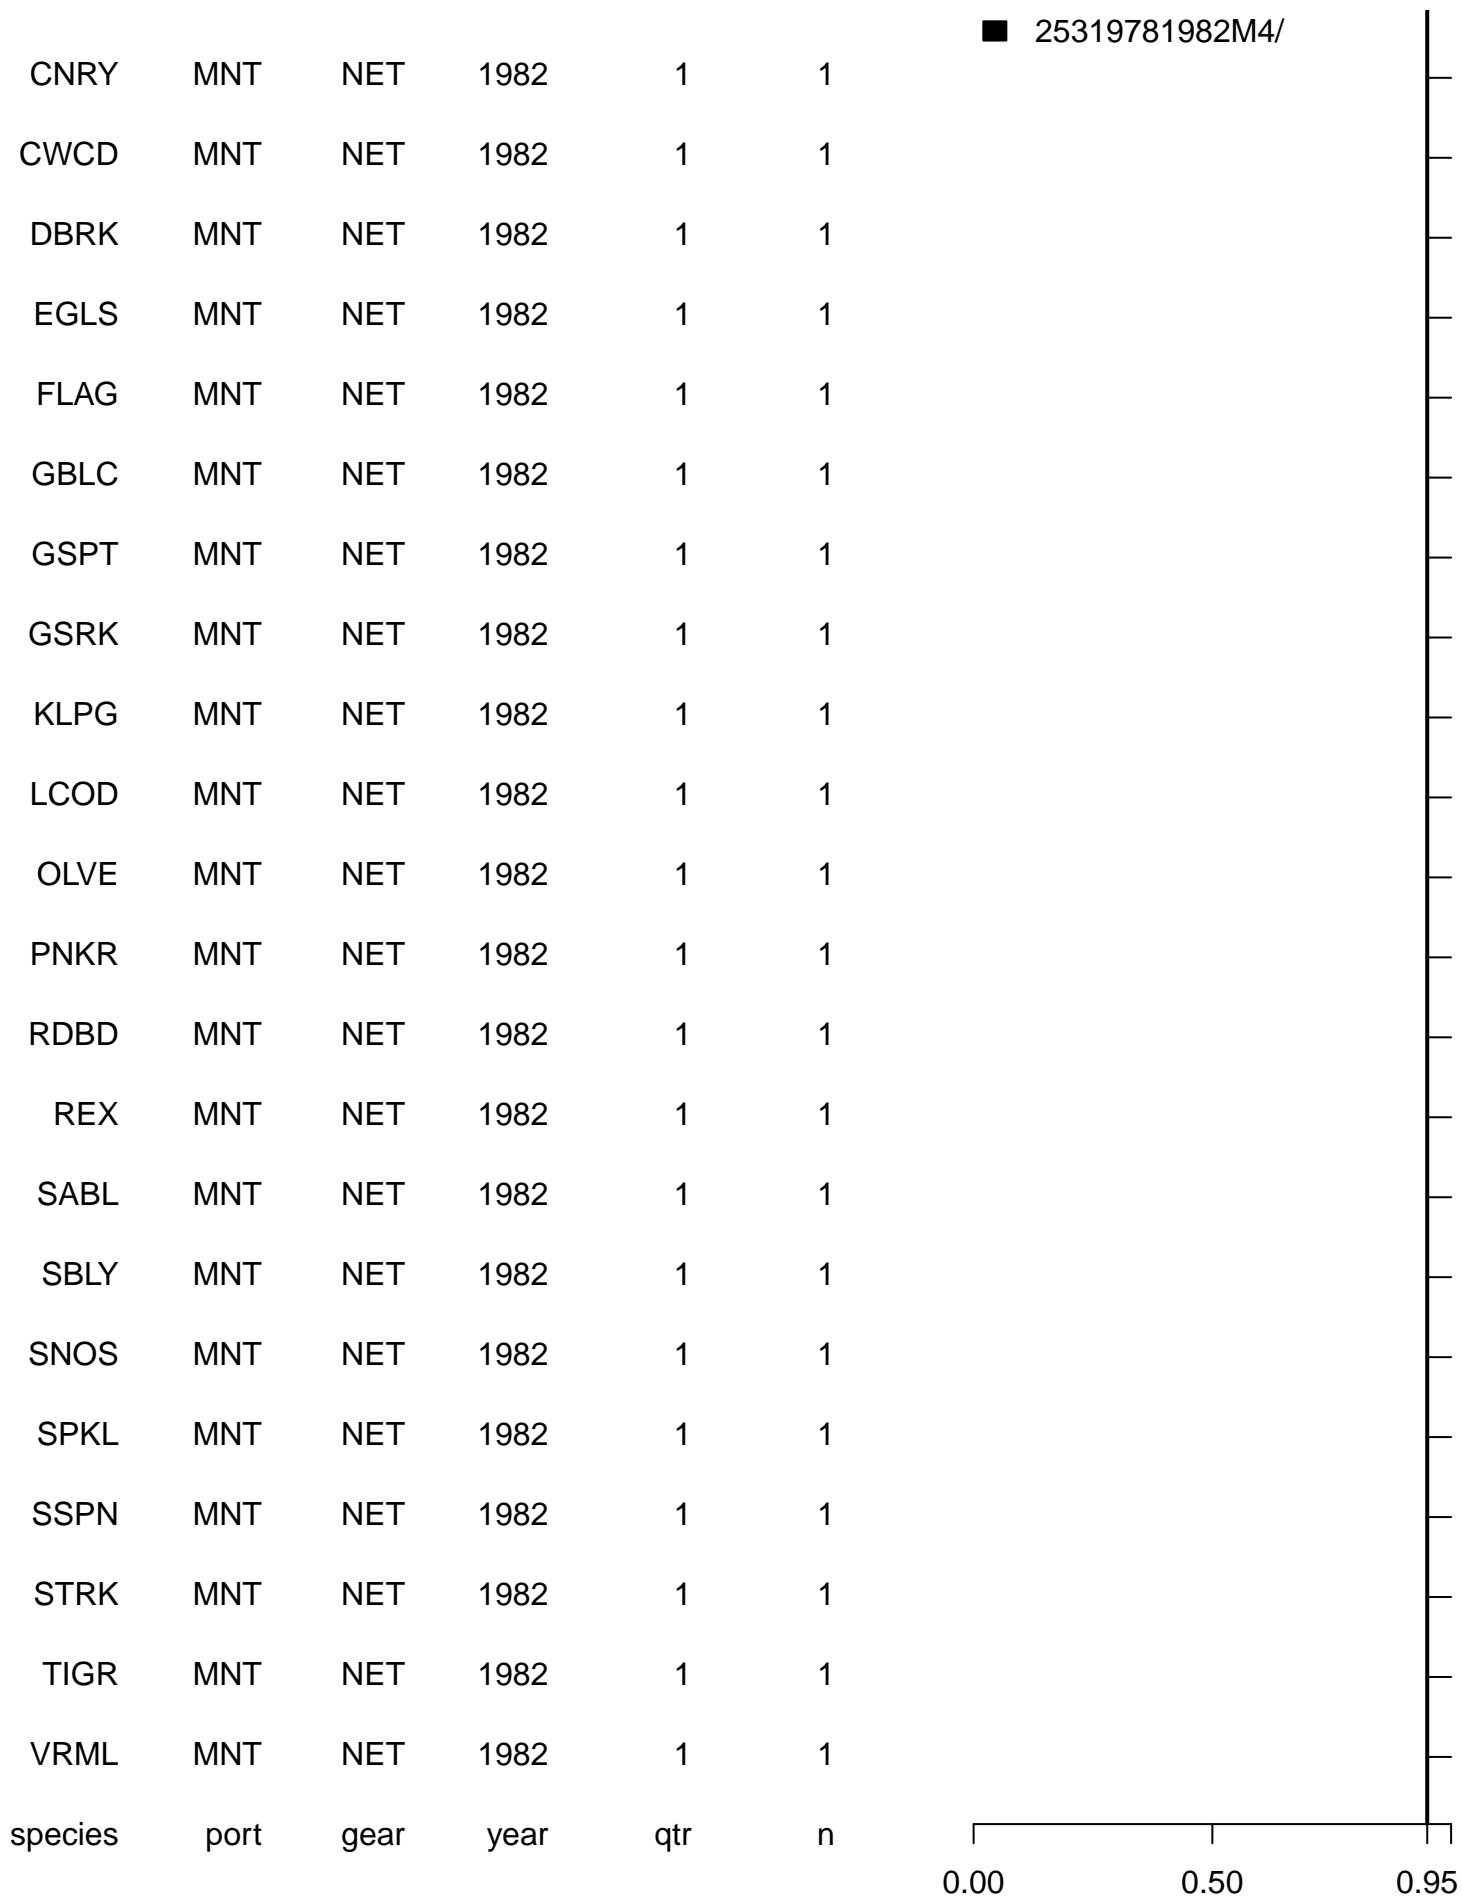 25319781982M4/
CNRY MNT NET 1982 1 1
CWCD MNT NET 1982 1 1
DBRK MNT NET 1982 1 1
EGLS MNT NET 1982 1 1
FLAG MNT NET 1982 1 1
GBLC MNT NET 1982 1 1
GSPT MNT NET 1982 1 1
GSRK MNT NET 1982 1 1
KLPG MNT NET 1982 1 1
LCOD MNT NET 1982 1 1
OLVE MNT NET 1982 1 1
PNKR MNT NET 1982 1 1
RDBD MNT NET 1982 1 1
REX MNT NET 1982 1 1
SABL MNT NET 1982 1 1
SBLY MNT NET 1982 1 1
SNOS MNT NET 1982 1 1
SPKL MNT NET 1982 1 1
SSPN MNT NET 1982 1 1
STRK MNT NET 1982 1 1
TIGR MNT NET 1982 1 1
VRML MNT NET 1982 1 1
species port gear year qtr n
0.00 0.50 0.95